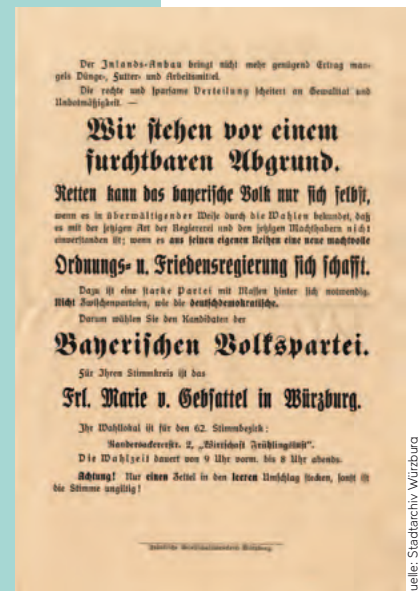 Der Inlands-Anbau bringt nicht mehr genügend Ertrag man-
gels Dünge-, Futter- und Arbeitsmittel.
Die rechte und sparsame Verteilung scheitert an Gewalttat und
Unbotmäßigkeit. —
Wir stehen vor einem
furchtbaren Abgrund.
Retten kann das bayerische Volk nur sich selbst,
wenn es in überwältigender Weise durch die Wahlen bekundet, daß
es mit der jetzigen Art der Regiererei und den jetzigen Machthabern nicht
einverstanden ist; wenn es aus seinen eigenen Reihen eine neue machtvolle
Ordnungs- u. Friedensregierung sich schafft.
Dazu ist eine starke Partei mit Massen hinter sich notwendig.
Nicht Zwischenparteien, wie die deutschdemokratische.
Darum wählen Sie den Kandidaten der
Bayerischen Volkspartei.
Für Ihren Stimmkreis ist das
Frl. Marie v. Gebsattel in Würzburg.
Ihr Wahllokal ist für den 62. Stimmbezirk:
Randersackererstr. 2, „Wirtschaft Frühlingslust".
Die Wahlzeit dauert von 9 Uhr vorm. bis 8 Uhr abends.
Achtung! Nur einen Zettel in den leeren Umschlag stecken, sonst ist
die Stimme ungiltig!
uelle: Stadtarchiv Würzburg